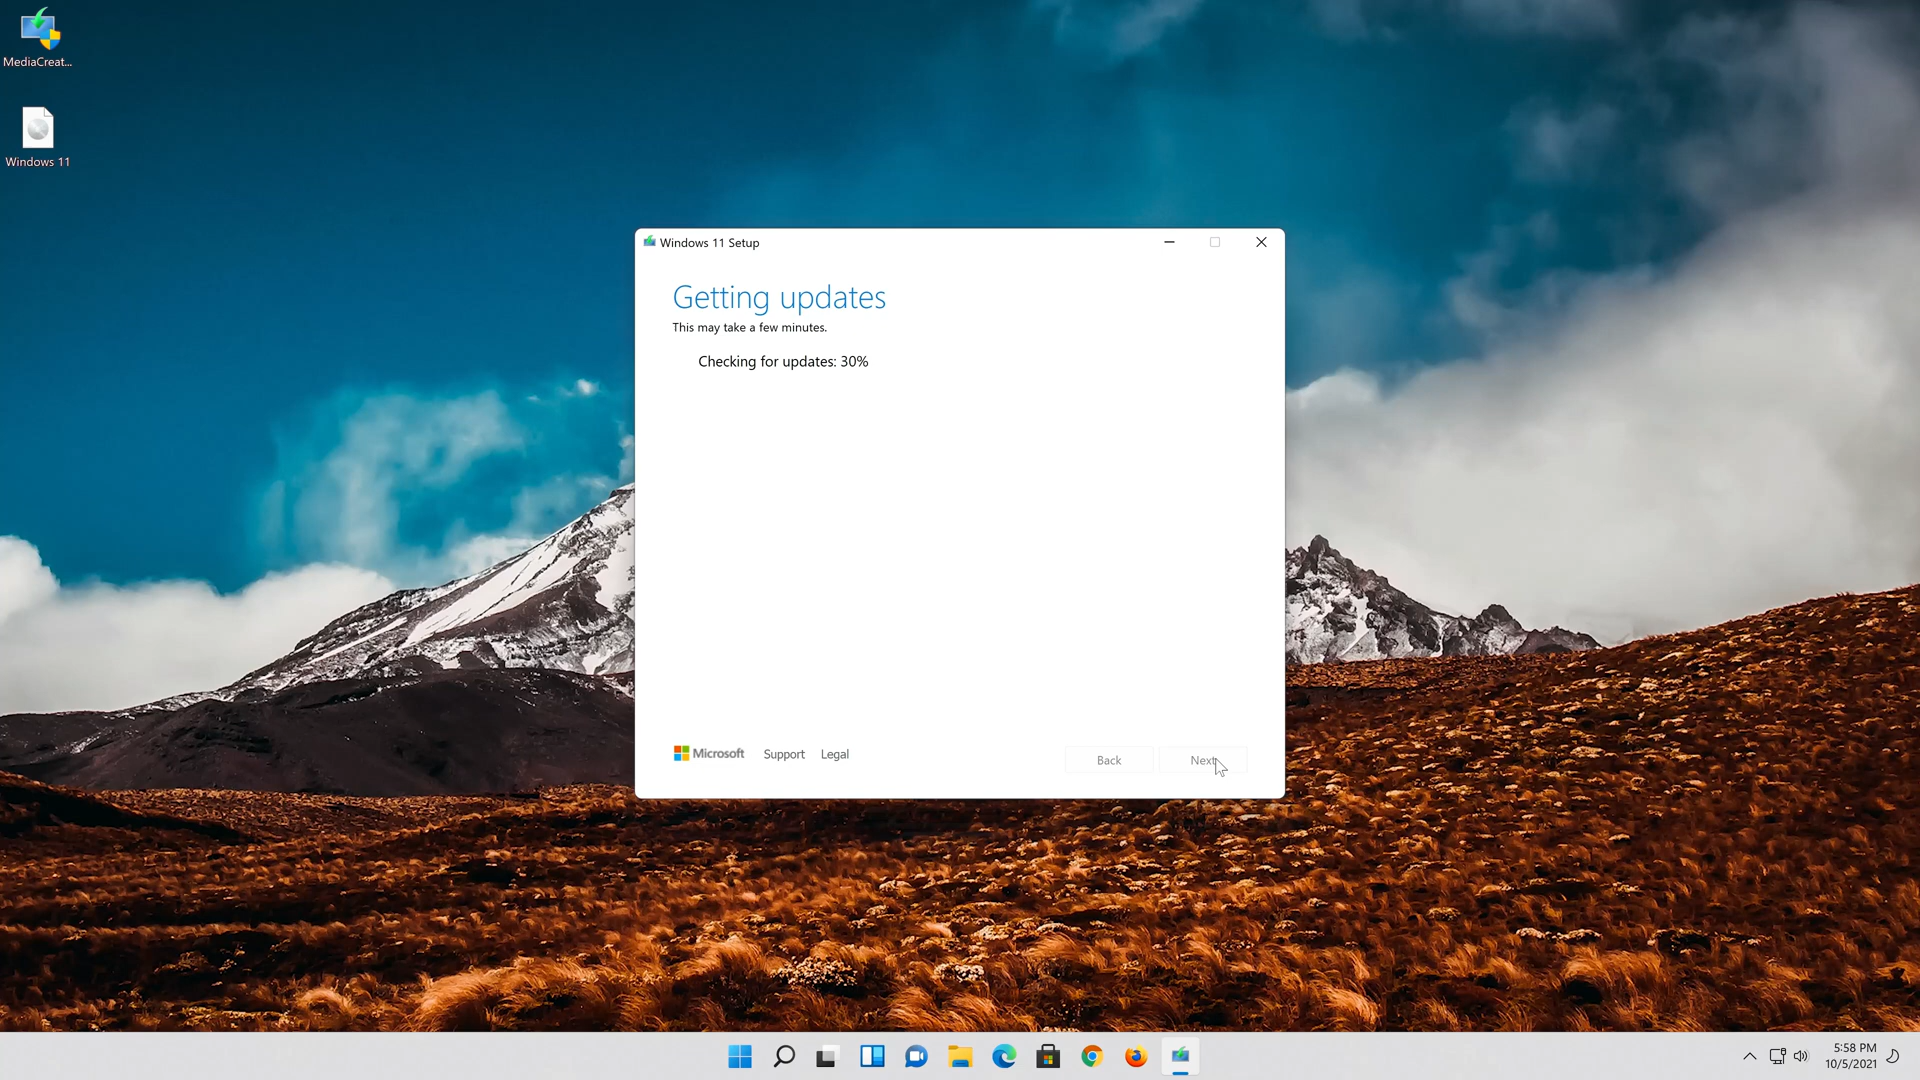 MediaCreat...
Windows 11
Windows 11 Setup
Getting updates
This may take a few minutes.
Checking for updates: 30%
Microsoft Support Legal
Back Next
5:58 PM
10/5/2021